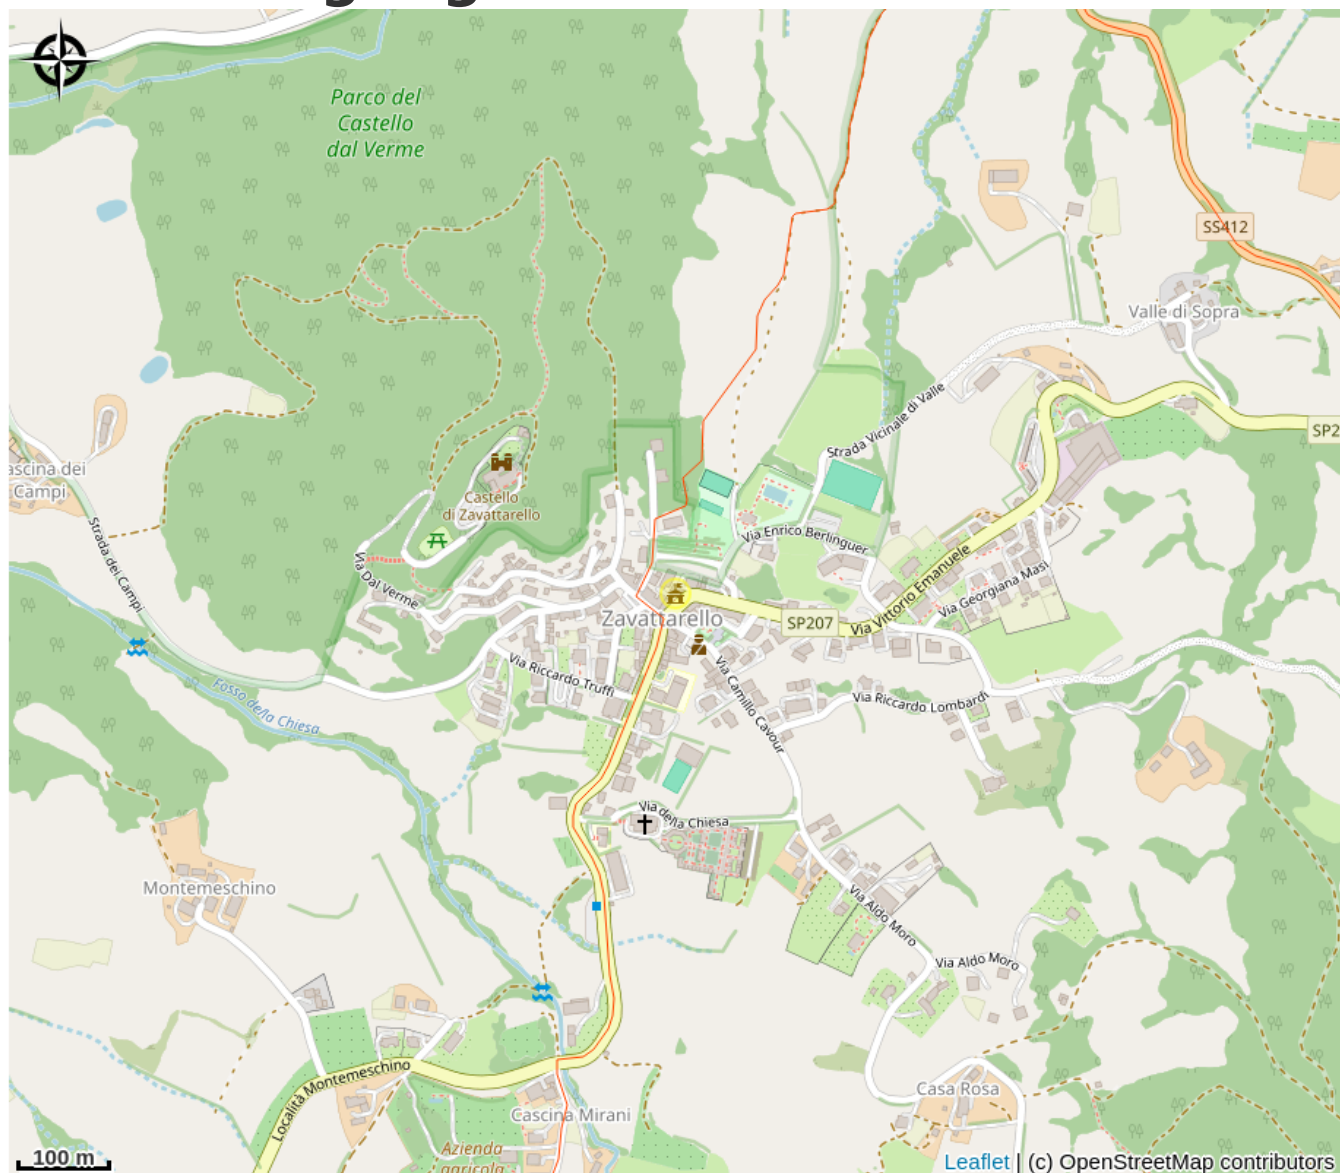 Parco del
Castello
dal Verme
SS412
Valle di Sopra
SP2
Strada Vicinale di Valle
ascina dei
Campi
Castello
di Zavattarello
Strada dei Campi
Via Dal Verme
Via Enrico Berlinguer
Via Vittorio Emanuele
Via Georgiana Masi
Zavattarello
SP207
Via Riccardo Truffi
Via Camillo Cavour
Via Riccardo Lombardi
Fosso della Chiesa
Via della Chiesa
Montemeschino
Via Aldo Moro
Via Aldo Moro
Località Montemeschino
Casa Rosa
Cascina Mirani
Azienda
agricola
100 m
Leaflet | (c) OpenStreetMap contributors